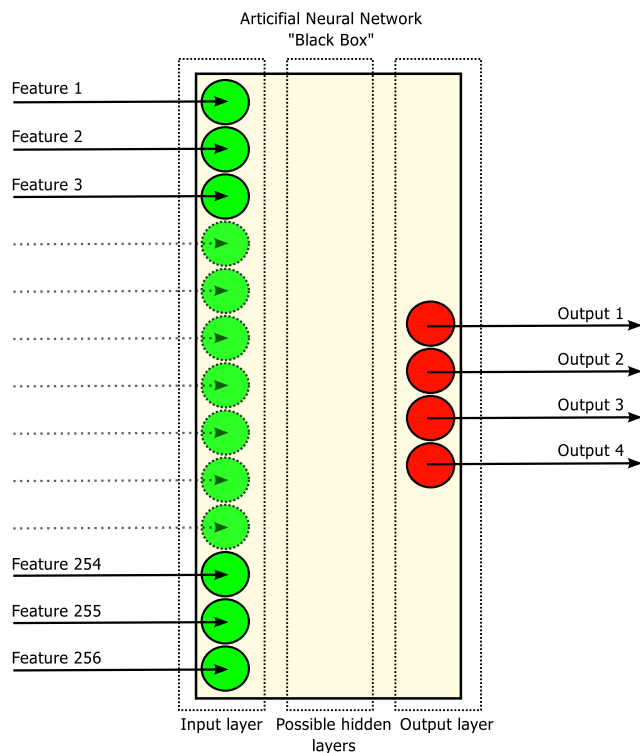 Articifial Neural Network
"Black Box"
Feature 1
Feature 2
Feature 3
Feature 254
Feature 255
Feature 256
Output 1
Output 2
Output 3
Output 4
Input layer
Possible hidden
layers
Output layer